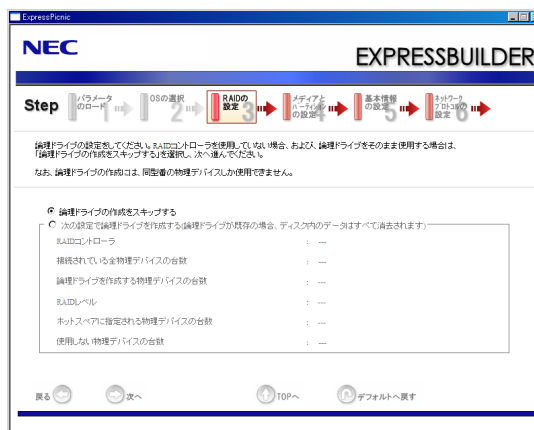 ExpressPicnic
NEC
EXPRESSBUILDER
Step
パラメータ
のロード 1
OSの選択
2
RAIDの
設定 3
メディアと
パーティション
の設定 4
基本情報
の設定 5
ネットワーク
プロトコルの
設定 6
論理ドライブの設定をしてください。RAIDコントローラを使用していない場合、および、論理ドライブをそのまま使用する場合は、
「論理ドライブの作成をスキップする」を選択し、次へ進んでください。
なお、論理ドライブの作成には、同型番の物理デバイスしか使用できません。
論理ドライブの作成をスキップする
次の設定で論理ドライブを作成する(論理ドライブが既存の場合、ディスク内のデータはすべて消去されます)
RAIDコントローラ : ---
接続されている全物理デバイスの台数 : ---
論理ドライブを作成する物理デバイスの台数 : ---
RAIDレベル : ---
ホットスペアに指定される物理デバイスの台数 : ---
使用しない物理デバイスの台数 : ---
戻る 次へ TOPへ デフォルトへ戻す